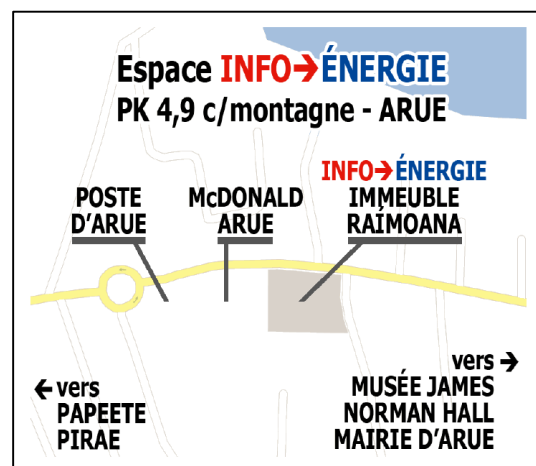 Espace INFO→ÉNERGIE
PK 4,9 c/montagne - ARUE
INFO→ÉNERGIE
POSTE
D'ARUE
McDONALD
ARUE
IMMEUBLE
RAÍMOANA
← vers
PAPEETE
PIRAE
vers →
MUSÉE JAMES
NORMAN HALL
MAIRIE D'ARUE